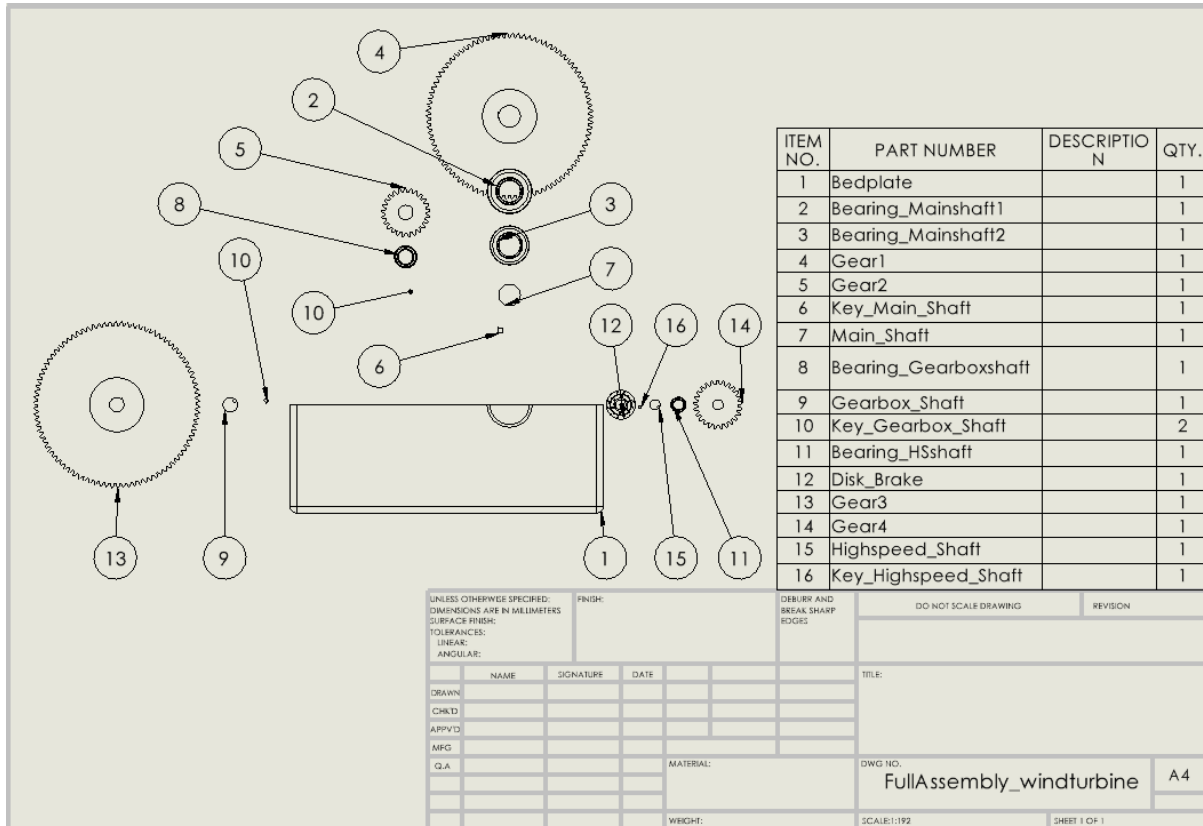 4
2
5
8
3
10
7
10
12
16
14
6
13
9
1
15
11
ITEM NO. PART NUMBER DESCRIPTIO N QTY.
1 Bedplate 1
2 Bearing_Mainshaft1 1
3 Bearing_Mainshaft2 1
4 Gear1 1
5 Gear2 1
6 Key_Main_Shaft 1
7 Main_Shaft 1
8 Bearing_Gearboxshaft 1
9 Gearbox_Shaft 1
10 Key_Gearbox_Shaft 2
11 Bearing_HSshaft 1
12 Disk_Brake 1
13 Gear3 1
14 Gear4 1
15 Highspeed_Shaft 1
16 Key_Highspeed_Shaft 1
UNLESS OTHERWISE SPECIFIED:
DIMENSIONS ARE IN MILLIMETERS
SURFACE FINISH:
TOLERANCES:
LINEAR:
ANGULAR:
FINISH:
DEBURR AND
BREAK SHARP
EDGES
DO NOT SCALE DRAWING
REVISION
NAME SIGNATURE DATE
DRAWN
CHK'D
APPV'D
MFG
Q.A
TITLE:
MATERIAL:
DWG NO.
FullAssembly_windturbine
A4
WEIGHT:
SCALE:1:192
SHEET 1 OF 1